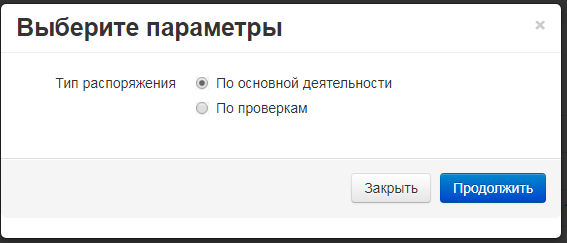 Выберите параметры ×
Тип распоряжения По основной деятельности
По проверкам
Закрыть Продолжить